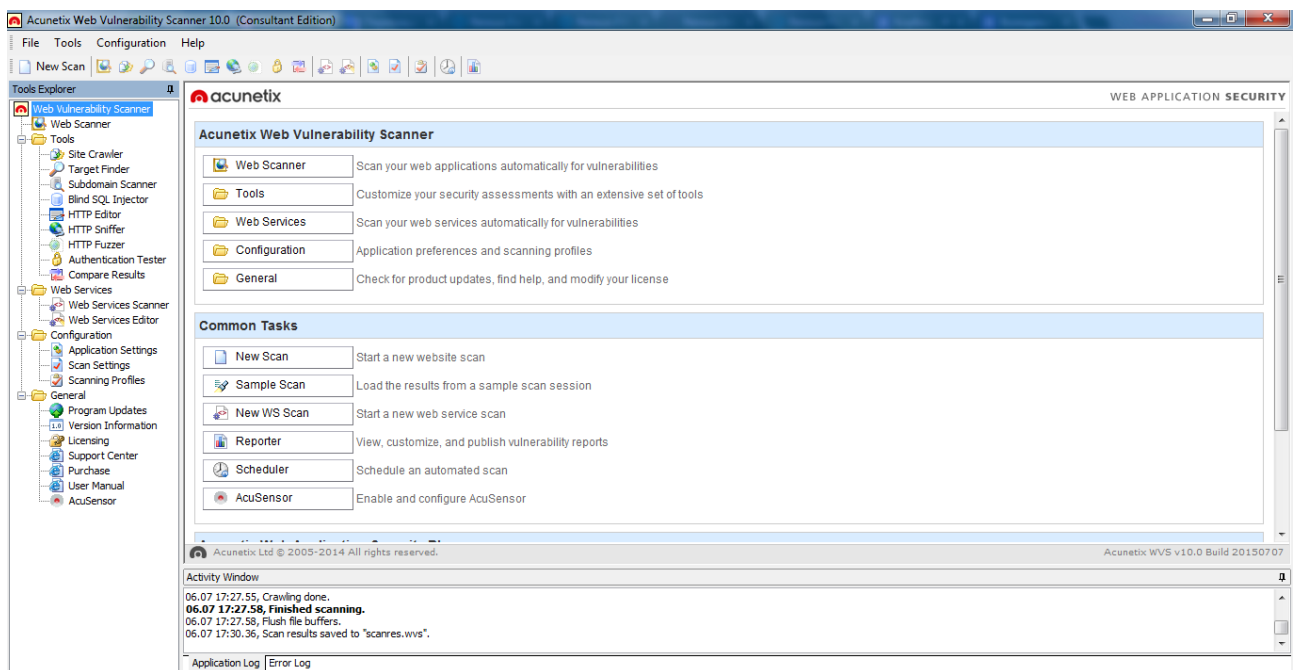 Acunetix Web Vulnerability Scanner 10.0 (Consultant Edition)
File Tools Configuration Help
New Scan
Tools Explorer
Web Vulnerability Scanner
Web Scanner
Tools
Site Crawler
Target Finder
Subdomain Scanner
Blind SQL Injector
HTTP Editor
HTTP Sniffer
HTTP Fuzzer
Authentication Tester
Compare Results
Web Services
Web Services Scanner
Web Services Editor
Configuration
Application Settings
Scan Settings
Scanning Profiles
General
Program Updates
Version Information
Licensing
Support Center
Purchase
User Manual
AcuSensor
acunetix
WEB APPLICATION SECURITY
Acunetix Web Vulnerability Scanner
Web Scanner Scan your web applications automatically for vulnerabilities
Tools Customize your security assessments with an extensive set of tools
Web Services Scan your web services automatically for vulnerabilities
Configuration Application preferences and scanning profiles
General Check for product updates, find help, and modify your license
Common Tasks
New Scan Start a new website scan
Sample Scan Load the results from a sample scan session
New WS Scan Start a new web service scan
Reporter View, customize, and publish vulnerability reports
Scheduler Schedule an automated scan
AcuSensor Enable and configure AcuSensor
Acunetix Ltd © 2005-2014 All rights reserved.
Acunetix WVS v10.0 Build 20150707
Activity Window
06.07 17:27.55, Crawling done.
06.07 17:27.58, Finished scanning.
06.07 17:27.58, Flush file buffers.
06.07 17:30.36, Scan results saved to "scanres.wvs".
Application Log Error Log